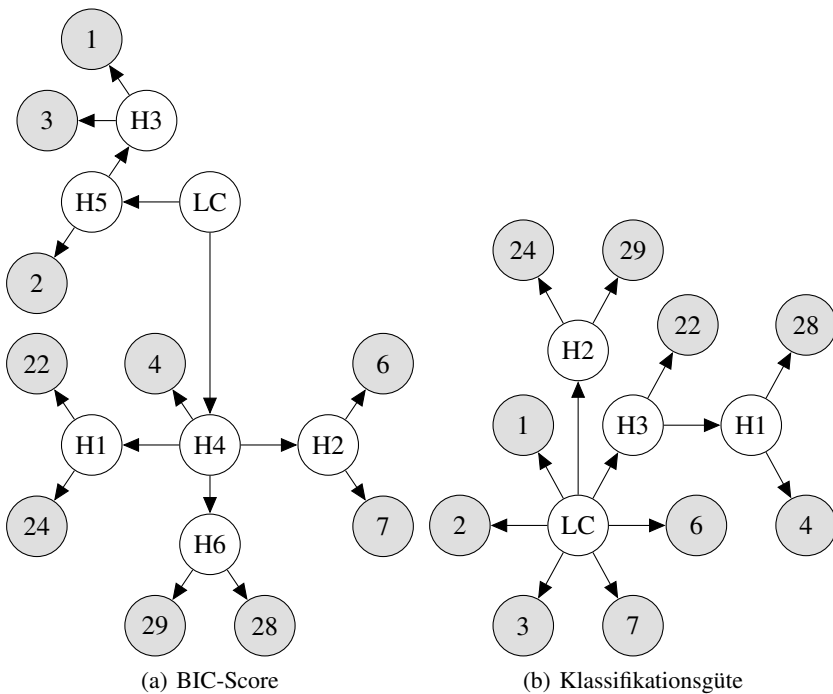 1
3
H3
H5
LC
2
22
4
6
H1
H4
H2
24
7
H6
29
28
(a) BIC-Score
24
29
H2
22
28
1
H3
H1
2
LC
6
4
3
7
(b) Klassifikationsgüte